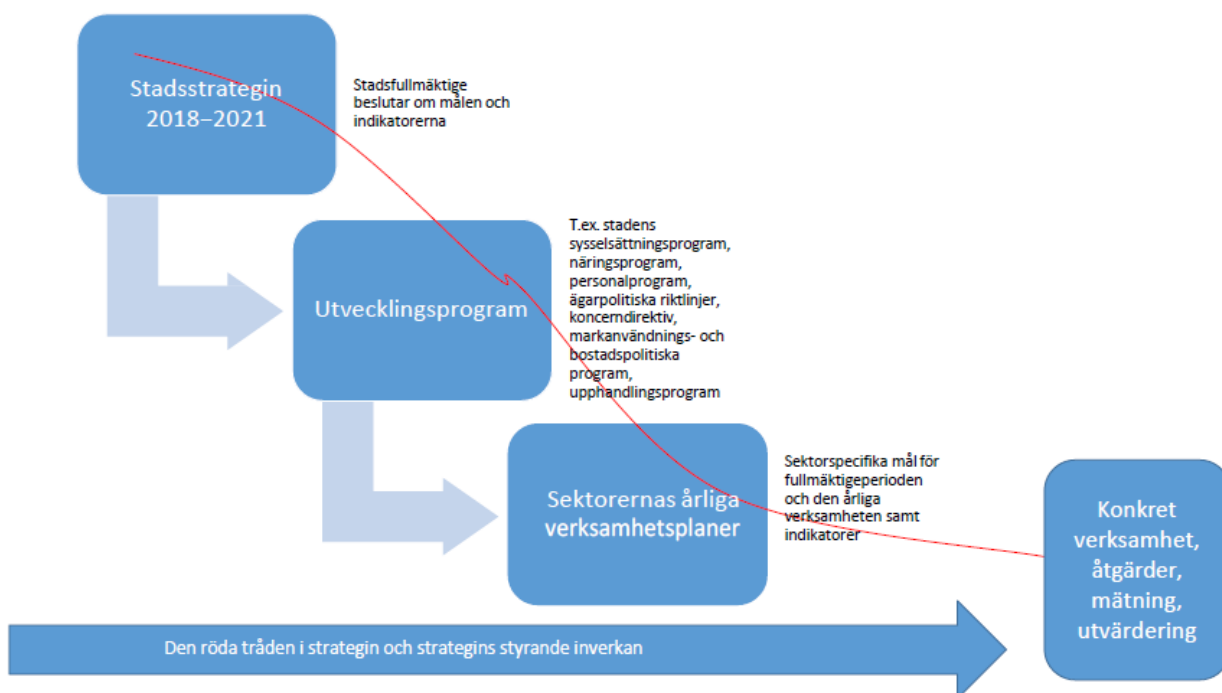 Stadsstrategin
2018–2021
Stadsfullmäktige
beslutar om målen och
indikatorerna
Utvecklingsprogram
T.ex. stadens
sysselsättningsprogram,
näringsprogram,
personalprogram,
ägarpolitiska riktlinjer,
koncerndirektiv,
markanvändnings- och
bostadspolitiska
program,
upphandlingsprogram
Sektorernas årliga
verksamhetsplaner
Sektorspecifika mål för
fullmäktigeperioden
och den årliga
verksamheten samt
indikatorer
Konkret
verksamhet,
åtgärder,
mätning,
utvärdering
Den röda tråden i strategin och strategins styrande inverkan